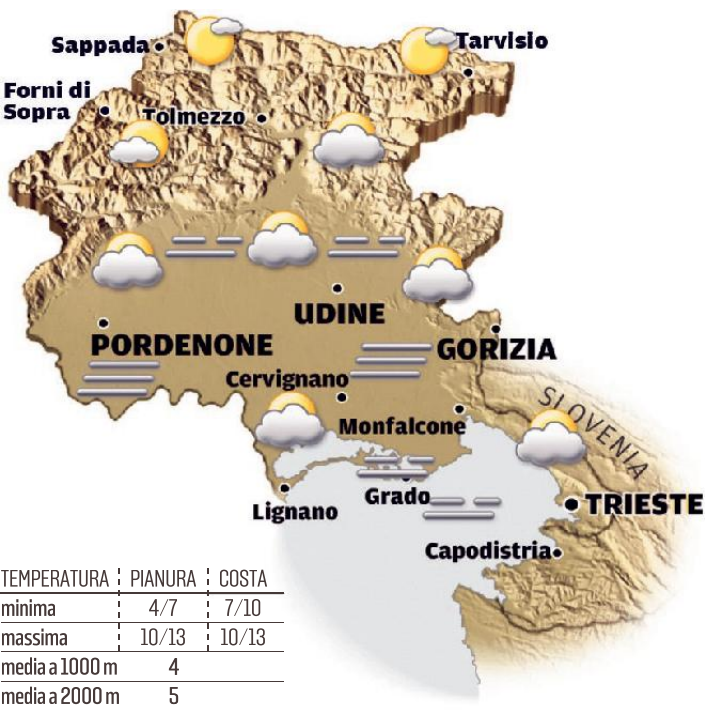 Sappada
Tarvisio
Forni di
Sopra
Tolmezzo
UDINE
PORDENONE
GORIZIA
Cervignano
SLOVENIA
Monfalcone
Grado
Lignano
TRIESTE
Capodistria
TEMPERATURA PIANURA COSTA
minima 4/7 7/10
massima 10/13 10/13
media a 1000 m 4
media a 2000 m 5